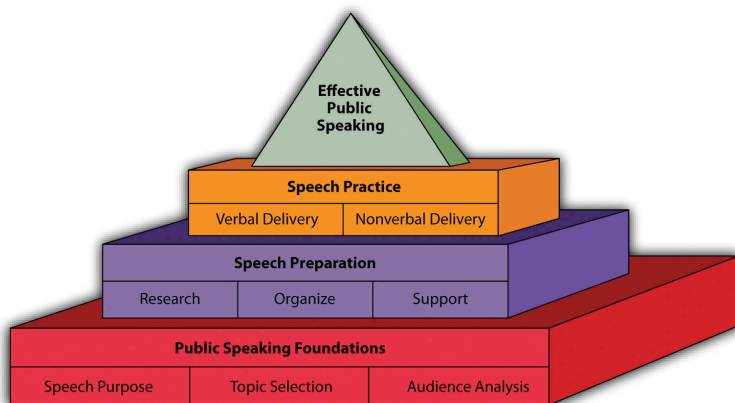 Effective
Public
Speaking
Speech Practice
Verbal Delivery
Nonverbal Delivery
Speech Preparation
Research
Organize
Support
Public Speaking Foundations
Speech Purpose
Topic Selection
Audience Analysis